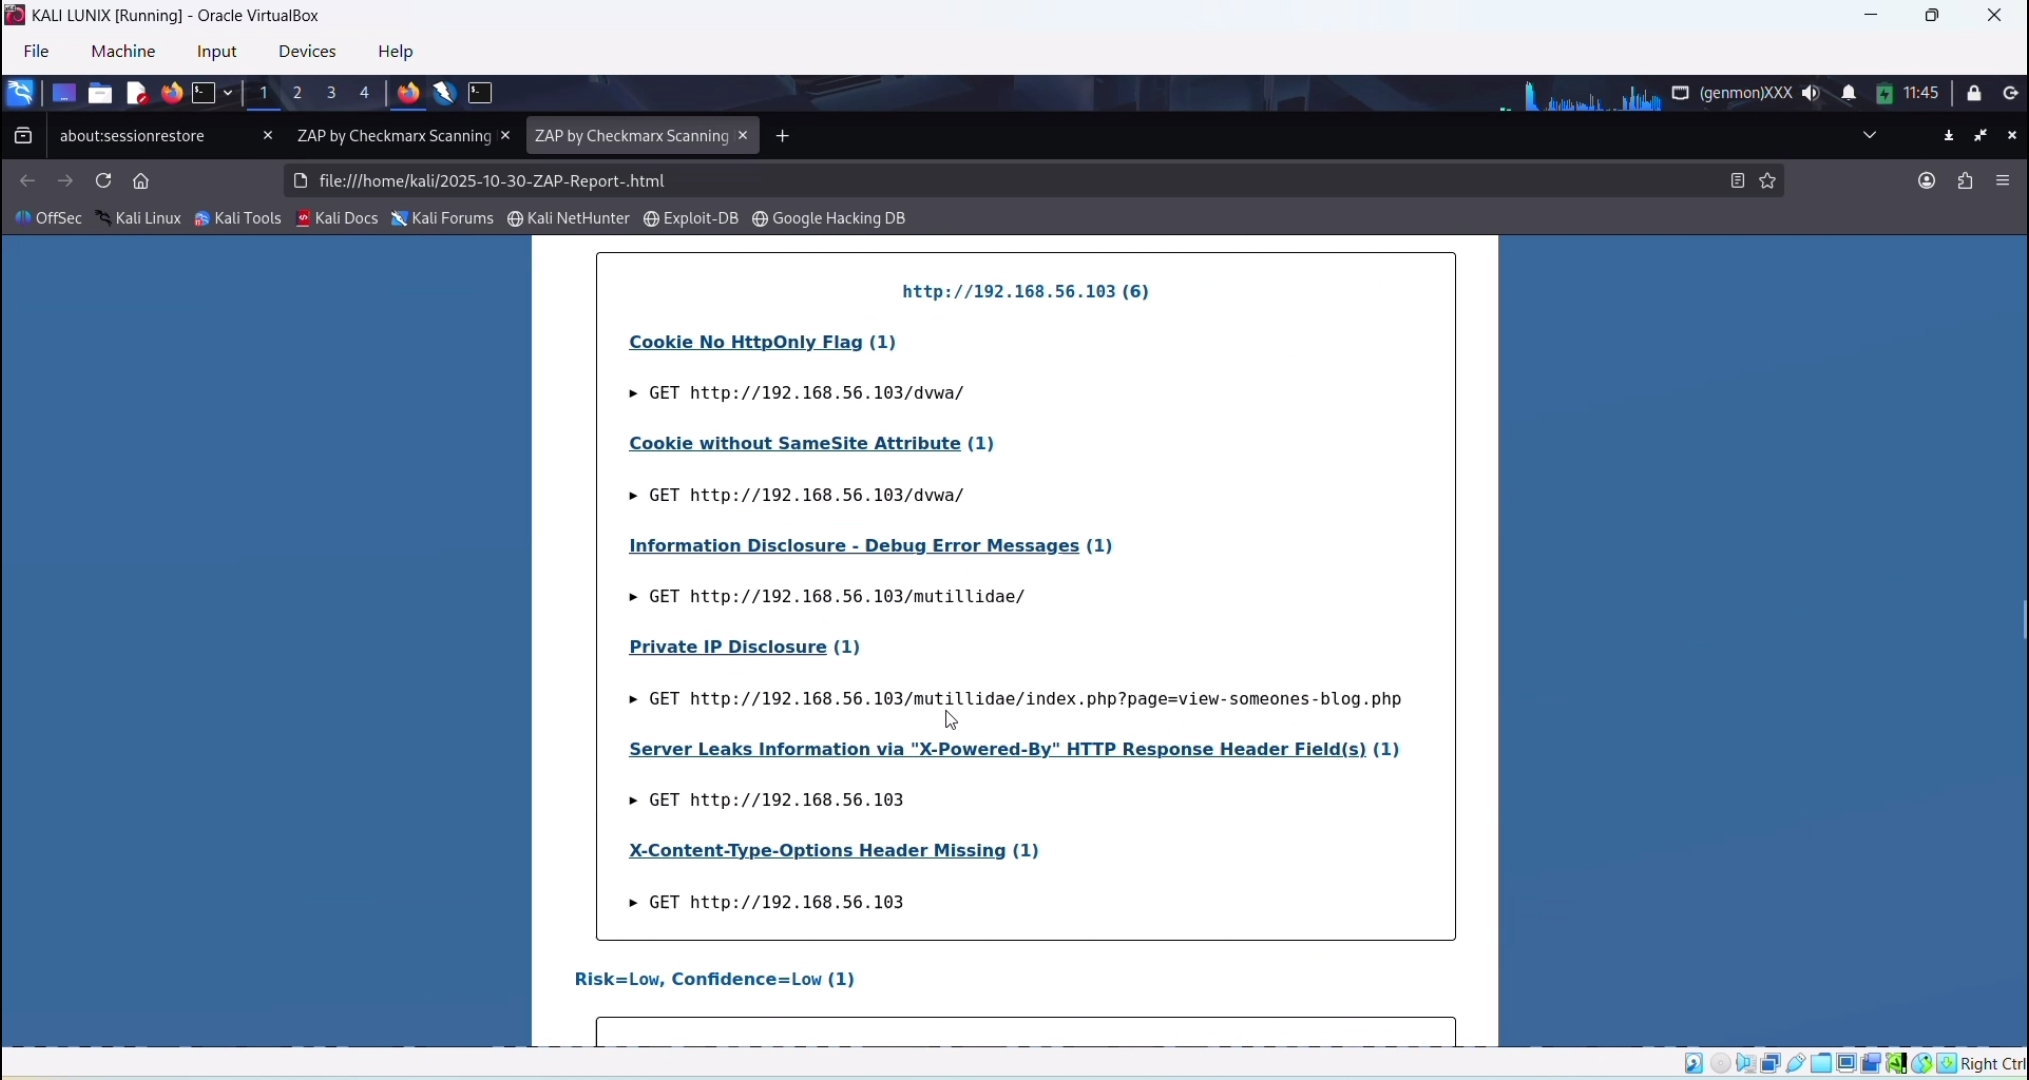 KALI LUNIX [Running] - Oracle VirtualBox
File Machine Input Devices Help
1 2 3 4 (genmon)XXX 11:45
about:sessionrestore ZAP by Checkmarx Scanning ZAP by Checkmarx Scanning
file:///home/kali/2025-10-30-ZAP-Report-.html
OffSec Kali Linux Kali Tools Kali Docs Kali Forums Kali NetHunter Exploit-DB Google Hacking DB
http://192.168.56.103 (6)
Cookie No HttpOnly Flag (1)
GET http://192.168.56.103/dvwa/
Cookie without SameSite Attribute (1)
GET http://192.168.56.103/dvwa/
Information Disclosure - Debug Error Messages (1)
GET http://192.168.56.103/mutillidae/
Private IP Disclosure (1)
GET http://192.168.56.103/mutillidae/index.php?page=view-someones-blog.php
Server Leaks Information via "X-Powered-By" HTTP Response Header Field(s) (1)
GET http://192.168.56.103
X-Content-Type-Options Header Missing (1)
GET http://192.168.56.103
Risk=Low, Confidence=Low (1)
Right Ctrl